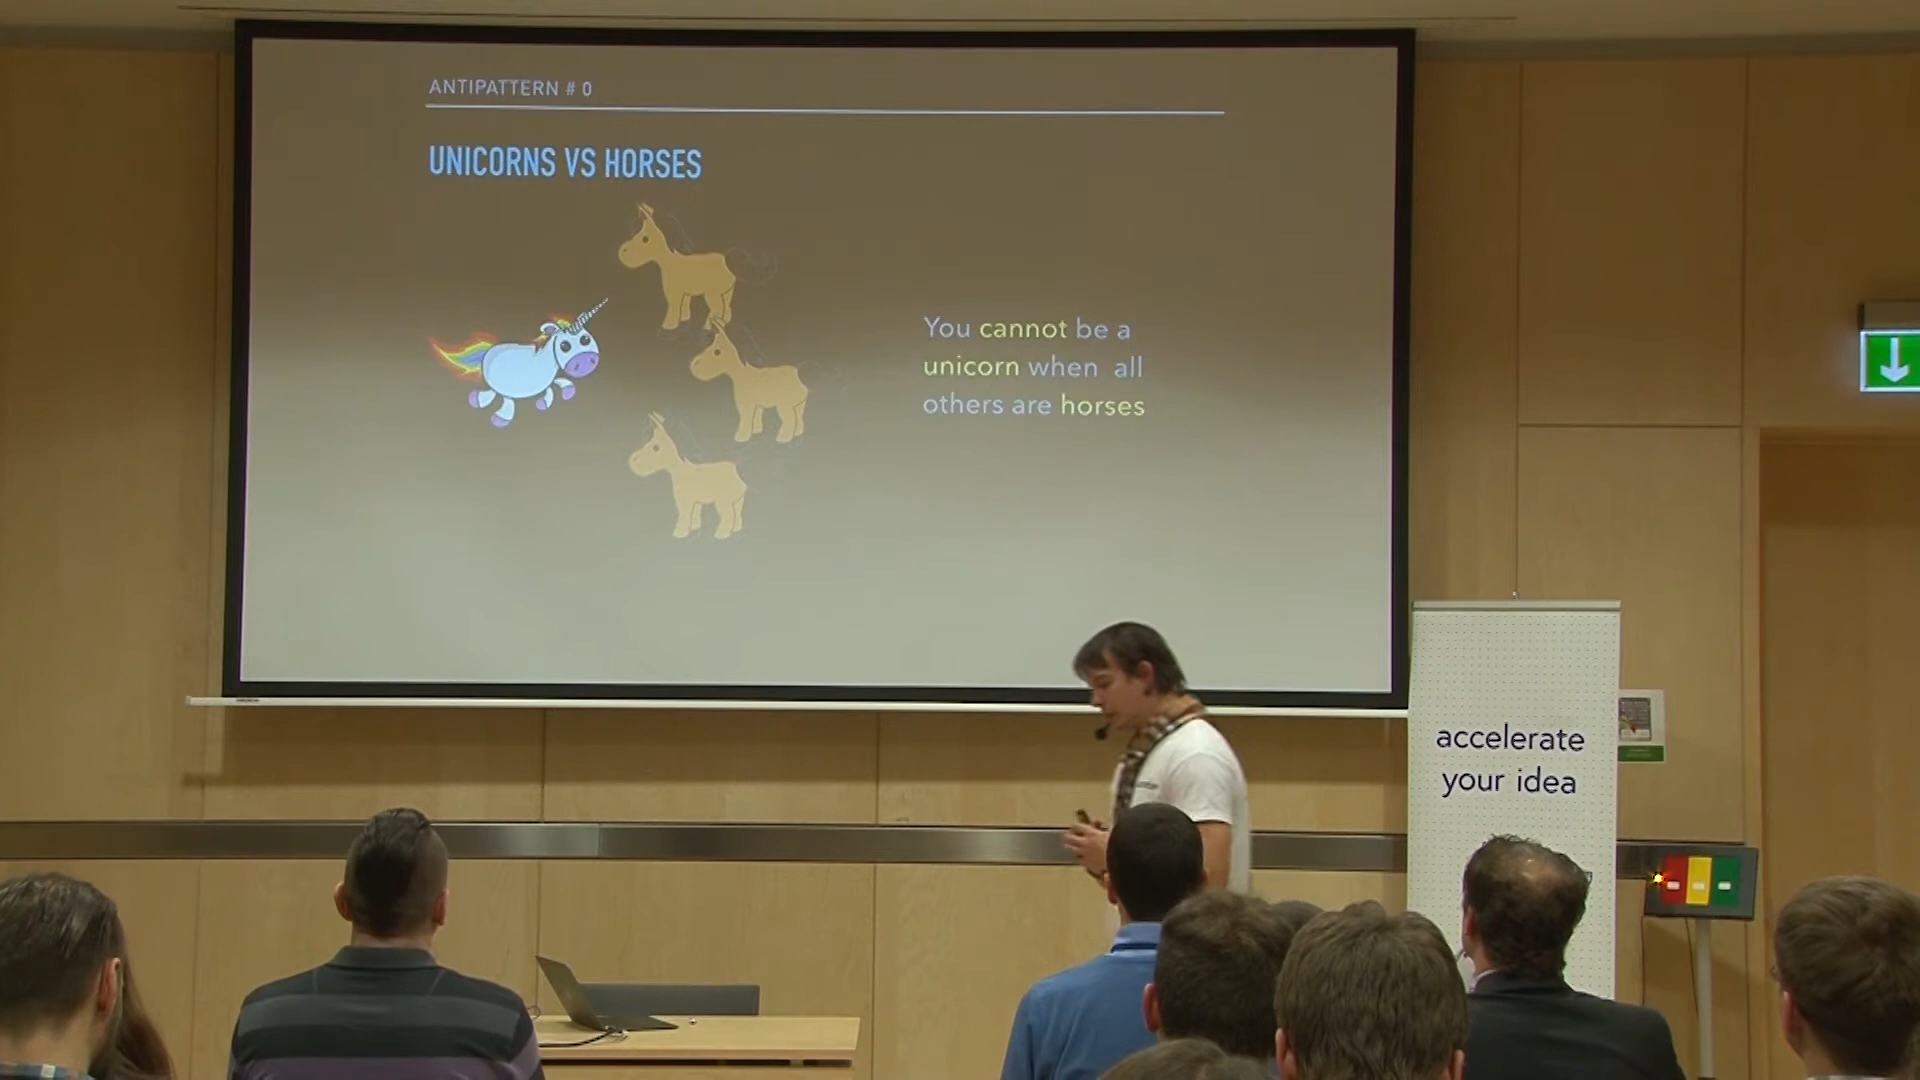 ANTIPATTERN # 0
UNICORNS VS HORSES
You cannot be a
unicorn when all
others are horses
accelerate
your idea